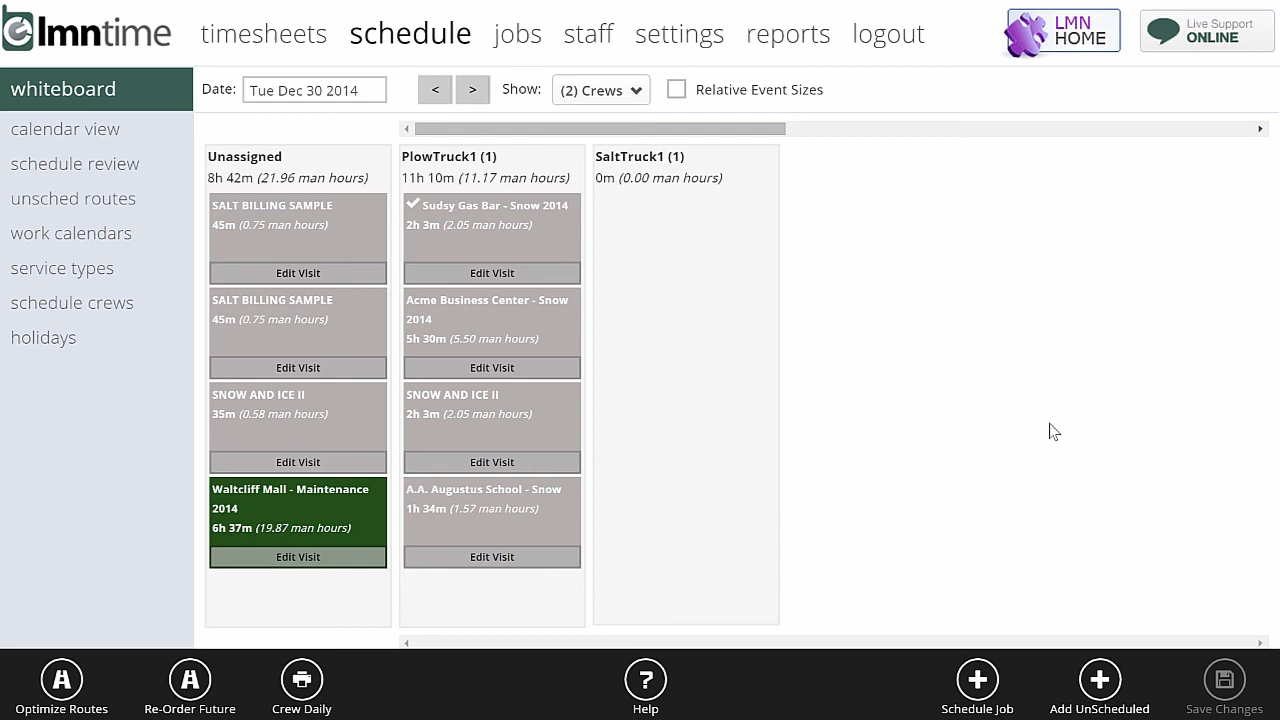 lmntime
timesheets schedule jobs staff settings reports logout
LMN
HOME
Live Support
ONLINE
whiteboard
calendar view
schedule review
unsched routes
work calendars
service types
schedule crews
holidays
Date: Tue Dec 30 2014 < > Show: (2) Crews Relative Event Sizes
Unassigned
8h 42m (21.96 man hours)
SALT BILLING SAMPLE
45m (0.75 man hours)
Edit Visit
SALT BILLING SAMPLE
45m (0.75 man hours)
Edit Visit
SNOW AND ICE II
35m (0.58 man hours)
Edit Visit
Waltcliff Mall - Maintenance
2014
6h 37m (19.87 man hours)
Edit Visit
PlowTruck1 (1)
11h 10m (11.17 man hours)
Sudsy Gas Bar - Snow 2014
2h 3m (2.05 man hours)
Edit Visit
Acme Business Center - Snow
2014
5h 30m (5.50 man hours)
Edit Visit
SNOW AND ICE II
2h 3m (2.05 man hours)
Edit Visit
A.A. Augustus School - Snow
1h 34m (1.57 man hours)
Edit Visit
SaltTruck1 (1)
0m (0.00 man hours)
Optimize Routes
Re-Order Future
Crew Daily
?
Help
Schedule Job
Add UnScheduled
Save Changes